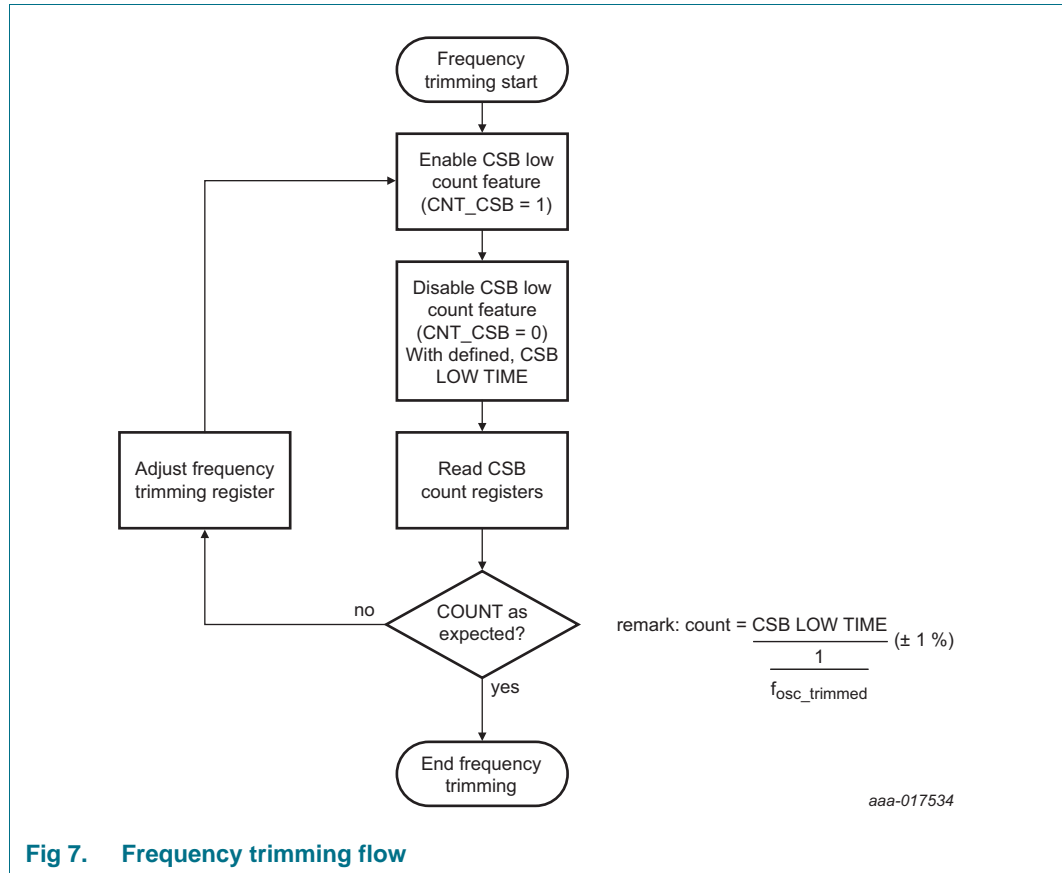 Frequency
trimming start
Enable CSB low
count feature
(CNT_CSB = 1)
Disable CSB low
count feature
(CNT_CSB = 0)
With defined, CSB
LOW TIME
Adjust frequency
trimming register
Read CSB
count registers
no
COUNT as
expected?
remark: count = CSB LOW TIME (± 1 %)
1
fosc_trimmed
yes
End frequency
trimming
aaa-017534
Fig 7. Frequency trimming flow